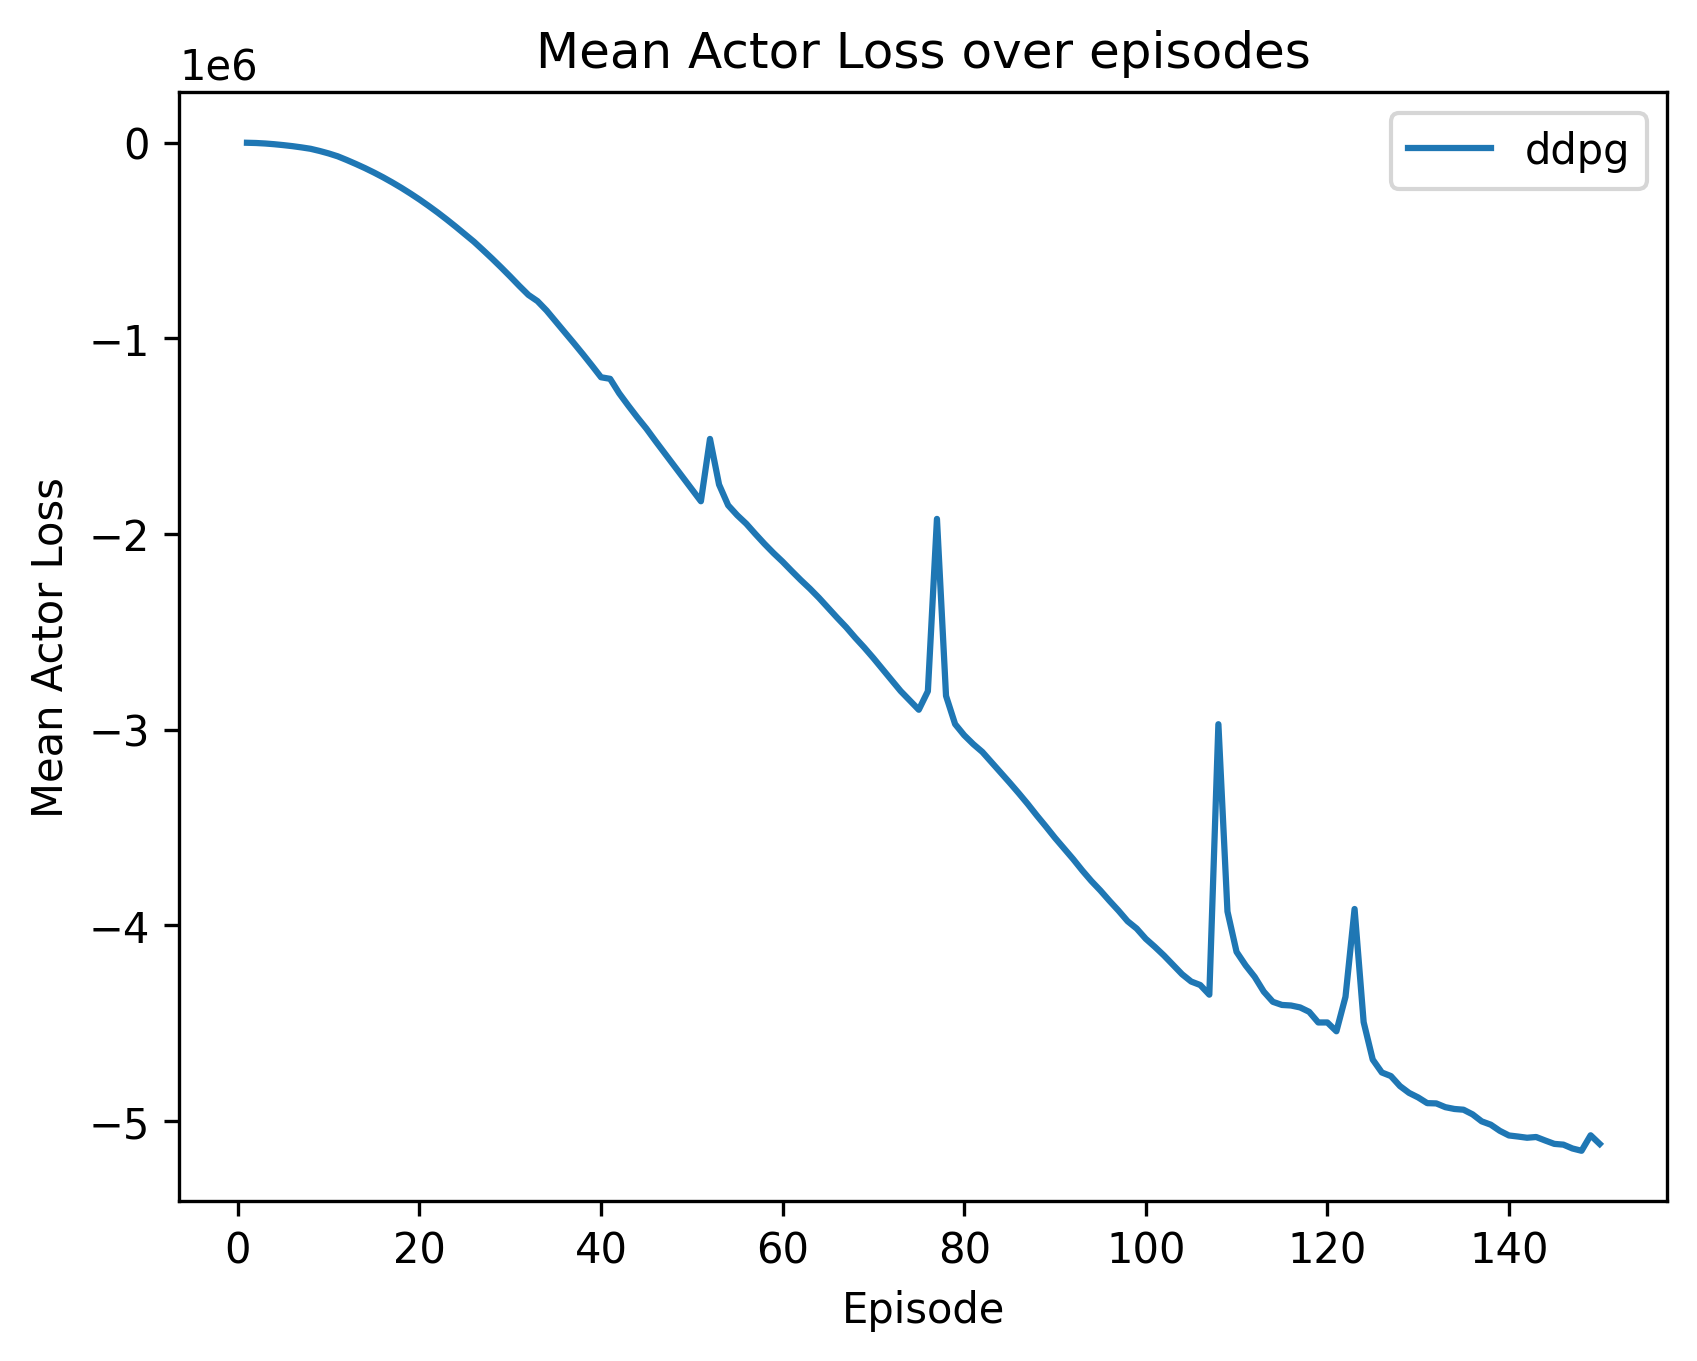 Mean Actor Loss over episodes
1e6
ddpg
0
−1
−2
−3
−4
−5
Mean Actor Loss
0 20 40 60 80 100 120 140
Episode